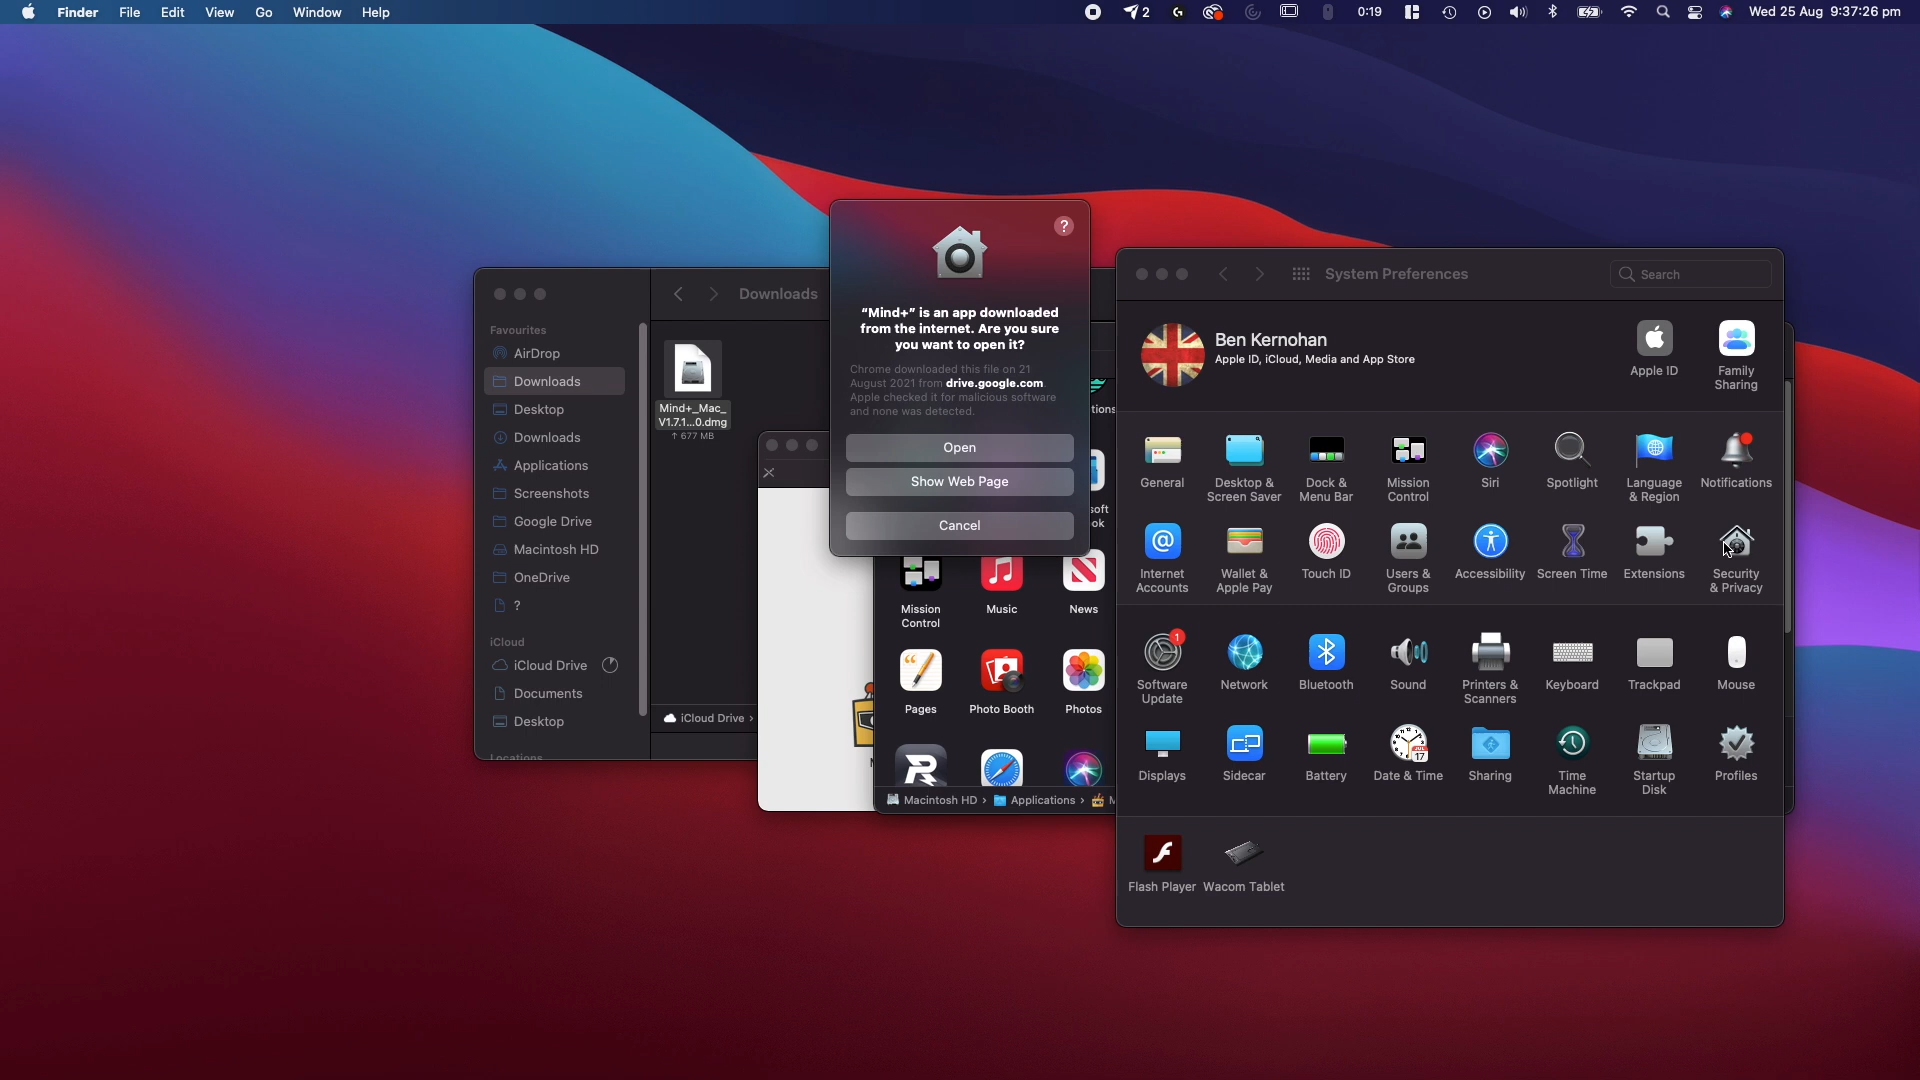 Finder File Edit View Go Window Help
2 0:19 Wed 25 Aug 9:37:26 pm
Downloads
Favourites
AirDrop
Downloads
Desktop
Downloads
Applications
Screenshots
Google Drive
Macintosh HD
OneDrive
?
iCloud
iCloud Drive
Documents
Desktop
Locations
Mind+_Mac_
V1.7.1...0.dmg
↑ 677 MB
iCloud Drive ›
?
“Mind+” is an app downloaded
from the internet. Are you sure
you want to open it?
Chrome downloaded this file on 21
August 2021 from drive.google.com.
Apple checked it for malicious software
and none was detected.
Open
Show Web Page
Cancel
Mission
Control
Music
News
Pages
Photo Booth
Photos
Macintosh HD › Applications ›
System Preferences
Search
Ben Kernohan
Apple ID, iCloud, Media and App Store
Apple ID
Family
Sharing
General
Desktop &
Screen Saver
Dock &
Menu Bar
Mission
Control
Siri
Spotlight
Language
& Region
Notifications
Internet
Accounts
Wallet &
Apple Pay
Touch ID
Users &
Groups
Accessibility
Screen Time
Extensions
Security
& Privacy
1
Software
Update
Network
Bluetooth
Sound
Printers &
Scanners
Keyboard
Trackpad
Mouse
Displays
Sidecar
Battery
JUL
17
Date & Time
Sharing
Time
Machine
Startup
Disk
Profiles
Flash Player
Wacom Tablet